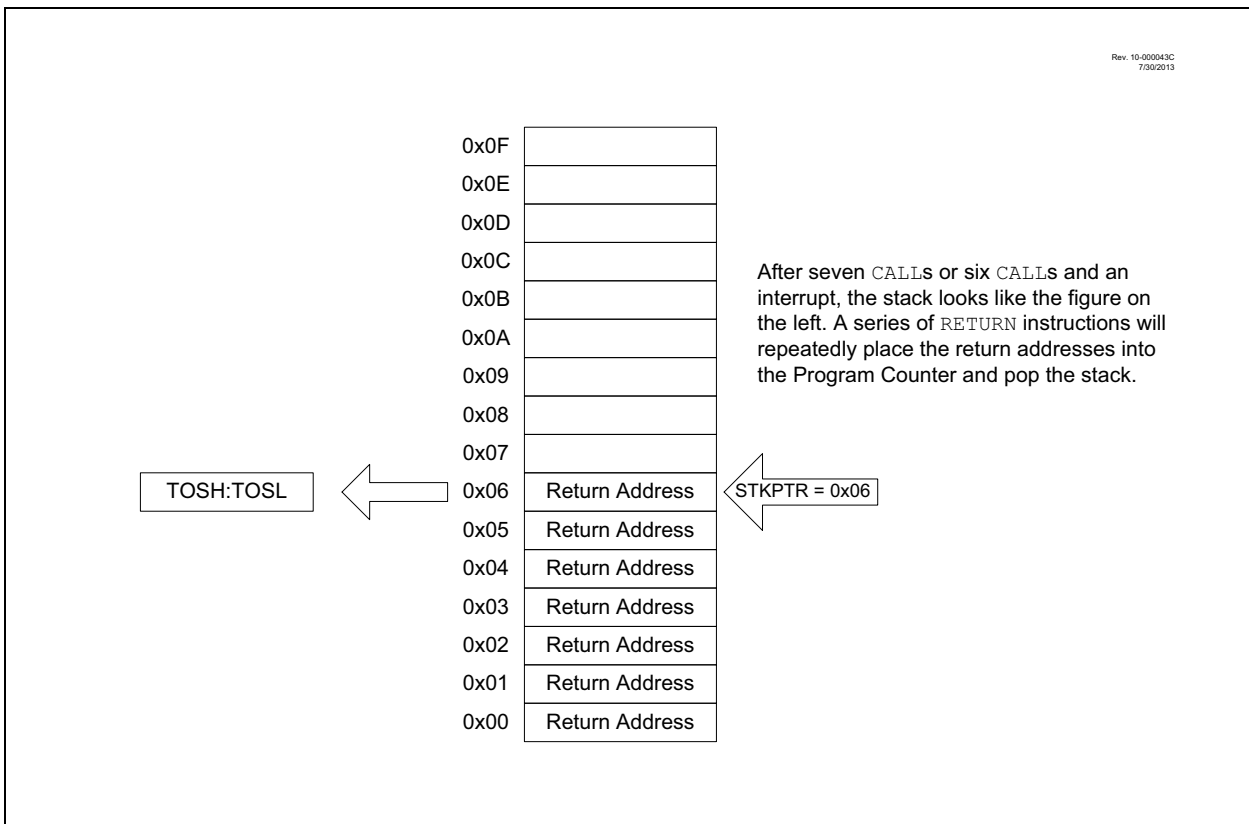 Rev. 10-000043C
7/30/2013
0x0F
0x0E
0x0D
0x0C
0x0B
0x0A
0x09
0x08
0x07
After seven CALLs or six CALLs and an
interrupt, the stack looks like the figure on
the left. A series of RETURN instructions will
repeatedly place the return addresses into
the Program Counter and pop the stack.
TOSH:TOSL
0x06 Return Address
STKPTR = 0x06
0x05 Return Address
0x04 Return Address
0x03 Return Address
0x02 Return Address
0x01 Return Address
0x00 Return Address